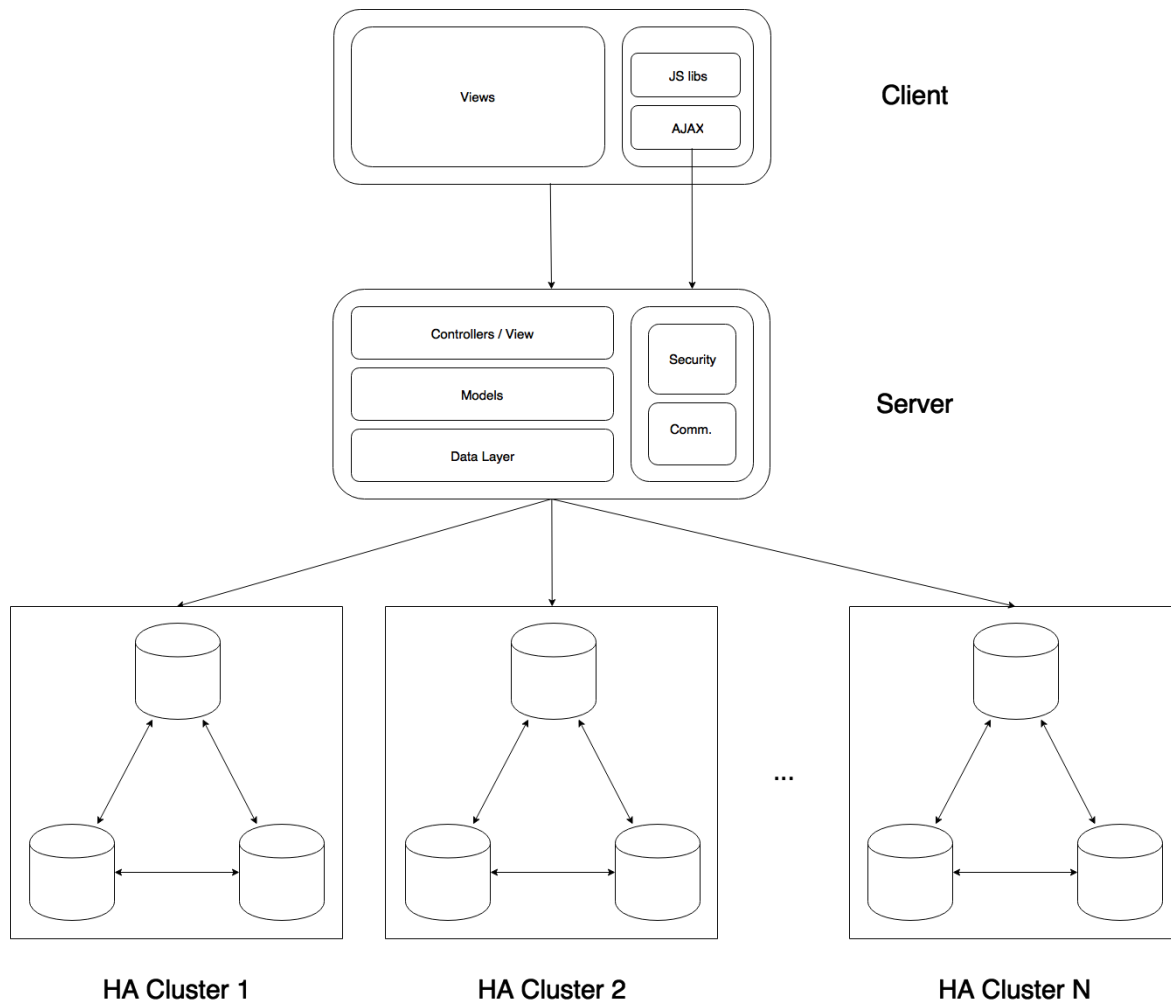 Views
JS libs
AJAX
Client
Controllers / View
Models
Data Layer
Security
Comm.
Server
...
HA Cluster 1
HA Cluster 2
HA Cluster N